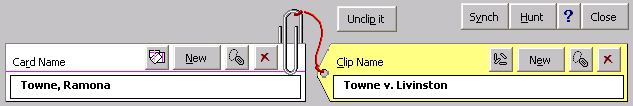 Unclip it
Synch Hunt ? Close
Card Name New
Clip Name New
Towne, Ramona
Towne v. Livinston